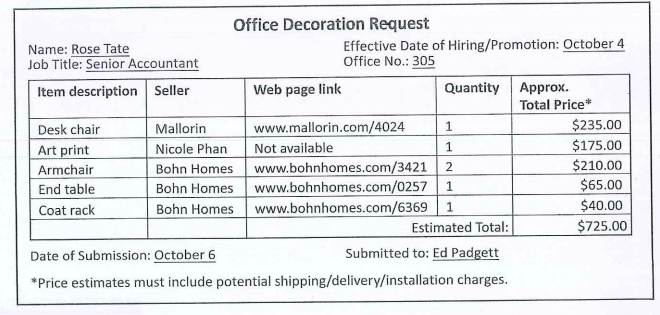 Office Decoration Request
Name: Rose Tate Effective Date of Hiring/Promotion: October 4
Job Title: Senior Accountant Office No.: 305
Item description Seller Web page link Quantity Approx.
Total Price*
Desk chair Mallorin www.mallorin.com/4024 1 $235.00
Art print Nicole Phan Not available 1 $175.00
Armchair Bohn Homes www.bohnhomes.com/3421 2 $210.00
End table Bohn Homes www.bohnhomes.com/0257 1 $65.00
Coat rack Bohn Homes www.bohnhomes.com/6369 1 $40.00
Estimated Total: $725.00
Date of Submission: October 6 Submitted to: Ed Padgett
*Price estimates must include potential shipping/delivery/installation charges.